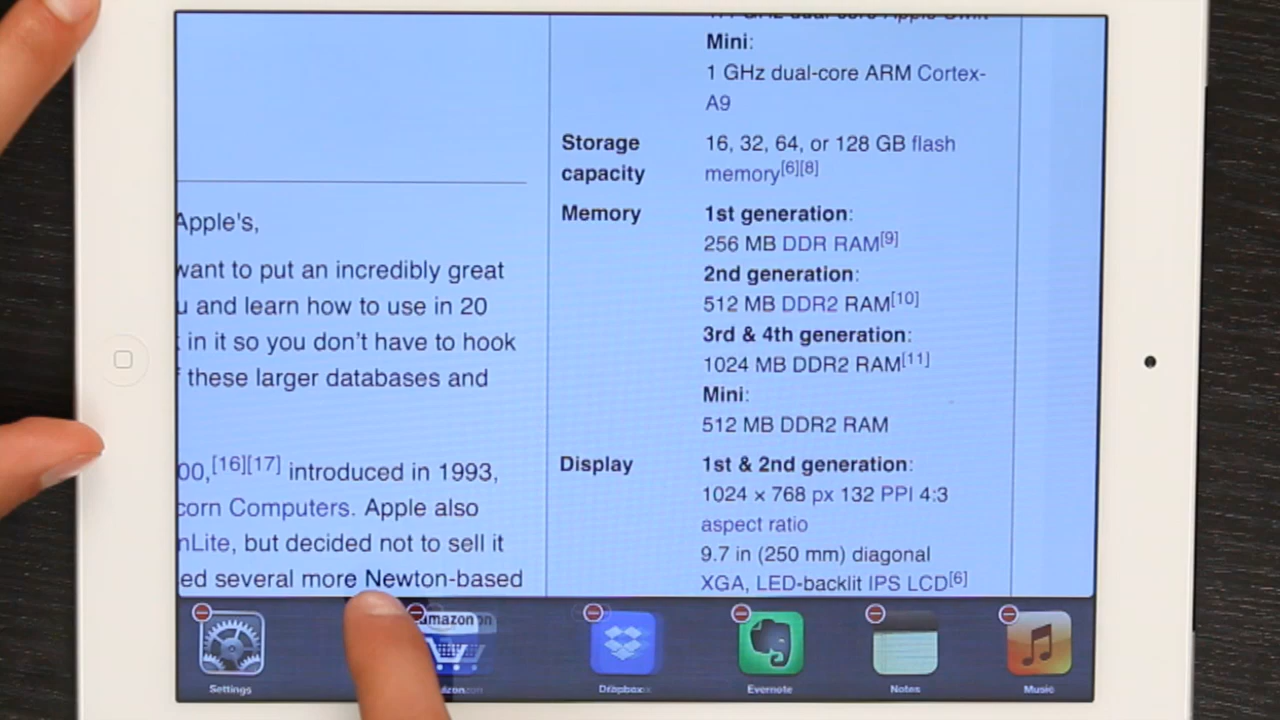 Apple's,
want to put an incredibly great
u and learn how to use in 20
in it so you don't have to hook
these larger databases and
00,[16][17] introduced in 1993,
corn Computers. Apple also
nLite, but decided not to sell it
ed several more Newton-based
Mini:
1 GHz dual-core ARM Cortex-
A9
Storage capacity
16, 32, 64, or 128 GB flash
memory[6][8]
Memory
1st generation:
256 MB DDR RAM[9]
2nd generation:
512 MB DDR2 RAM[10]
3rd & 4th generation:
1024 MB DDR2 RAM[11]
Mini:
512 MB DDR2 RAM
Display
1st & 2nd generation:
1024 × 768 px 132 PPI 4:3
aspect ratio
9.7 in (250 mm) diagonal
XGA, LED-backlit IPS LCD[6]
amazon
Settings
Dropbox
Evernote
Notes
Music